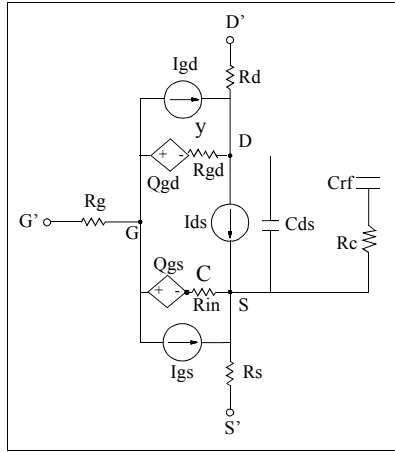 D’
Igd
Rd
y
D
+ -
Rgd
Qgd
Crf
Rg
G’
G
Ids
Cds
Rc
Qgs
C
+ -
Rin
S
Igs
Rs
S’